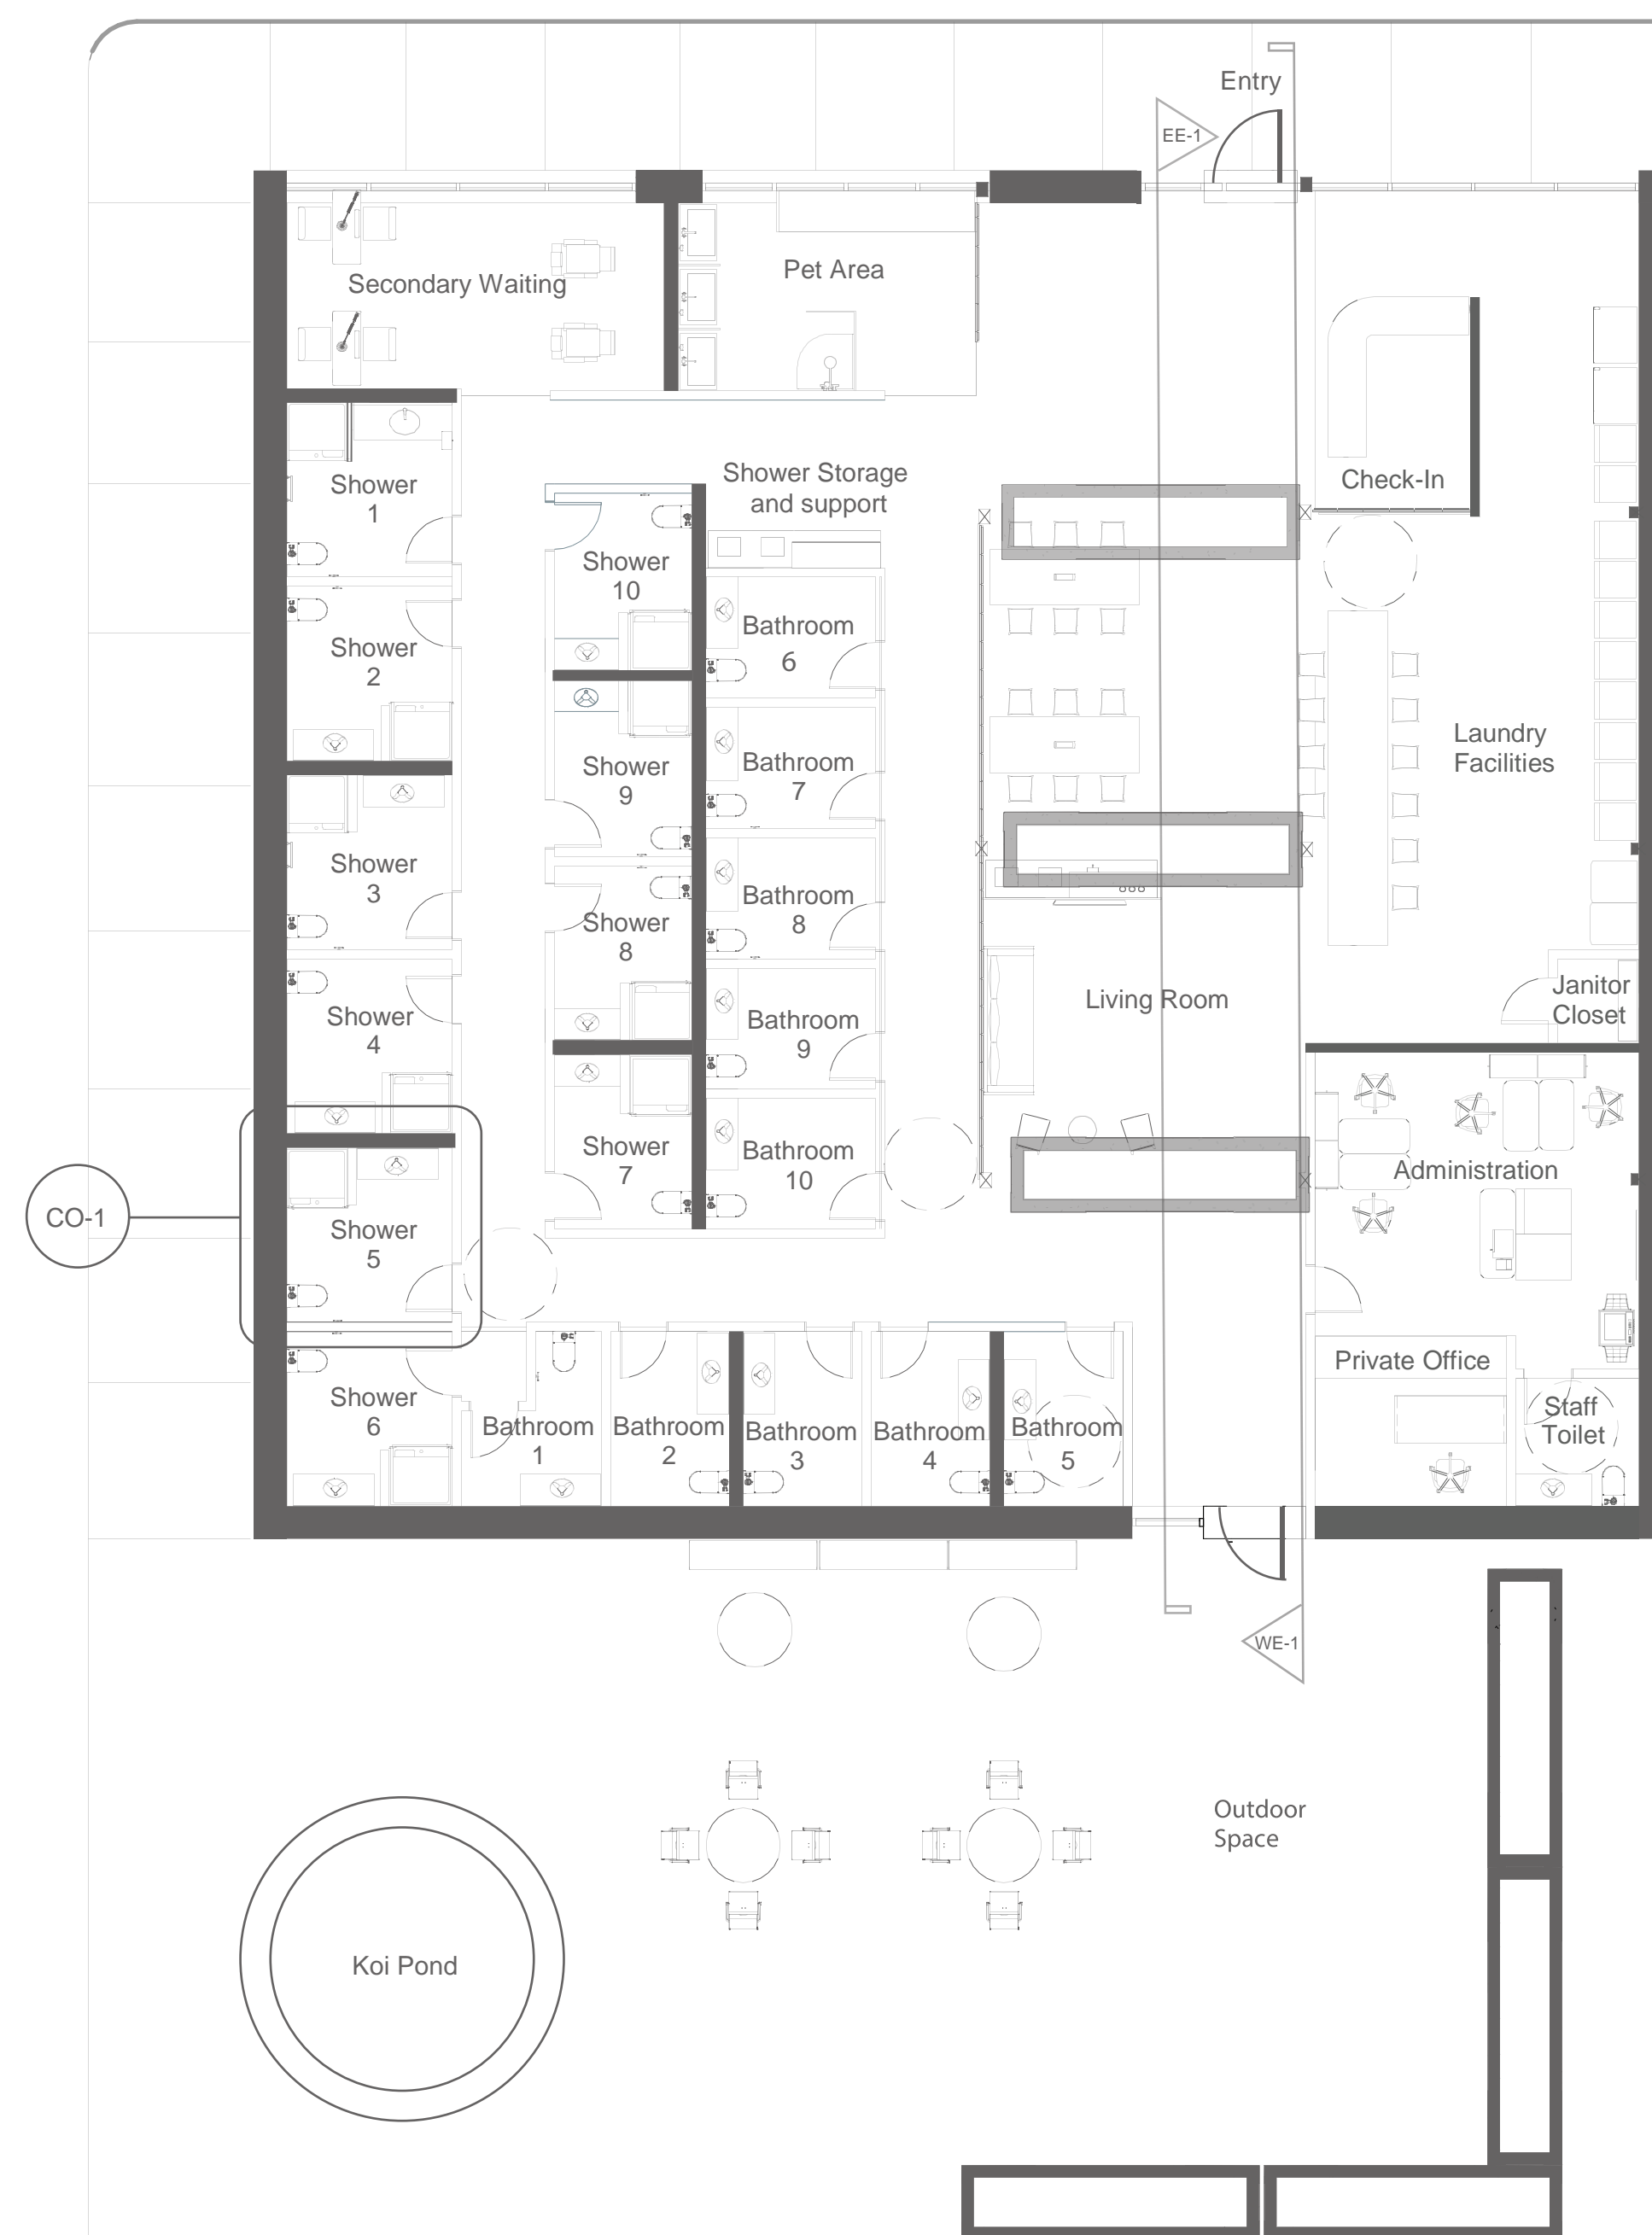 Entry
EE-1
Secondary Waiting
Pet Area
Shower Storage
and support
Check-In
Shower
1
Shower
10
Shower
2
Bathroom
6
Shower
9
Bathroom
7
Laundry
Facilities
Shower
3
Shower
8
Bathroom
8
Shower
4
Bathroom
9
Living Room
Janitor
Closet
Shower
7
Bathroom
10
Administration
CO-1
Shower
5
Private Office
Shower
6
Bathroom
1
Bathroom
2
Bathroom
3
Bathroom
4
Bathroom
5
Staff
Toilet
WE-1
Outdoor
Space
Koi Pond